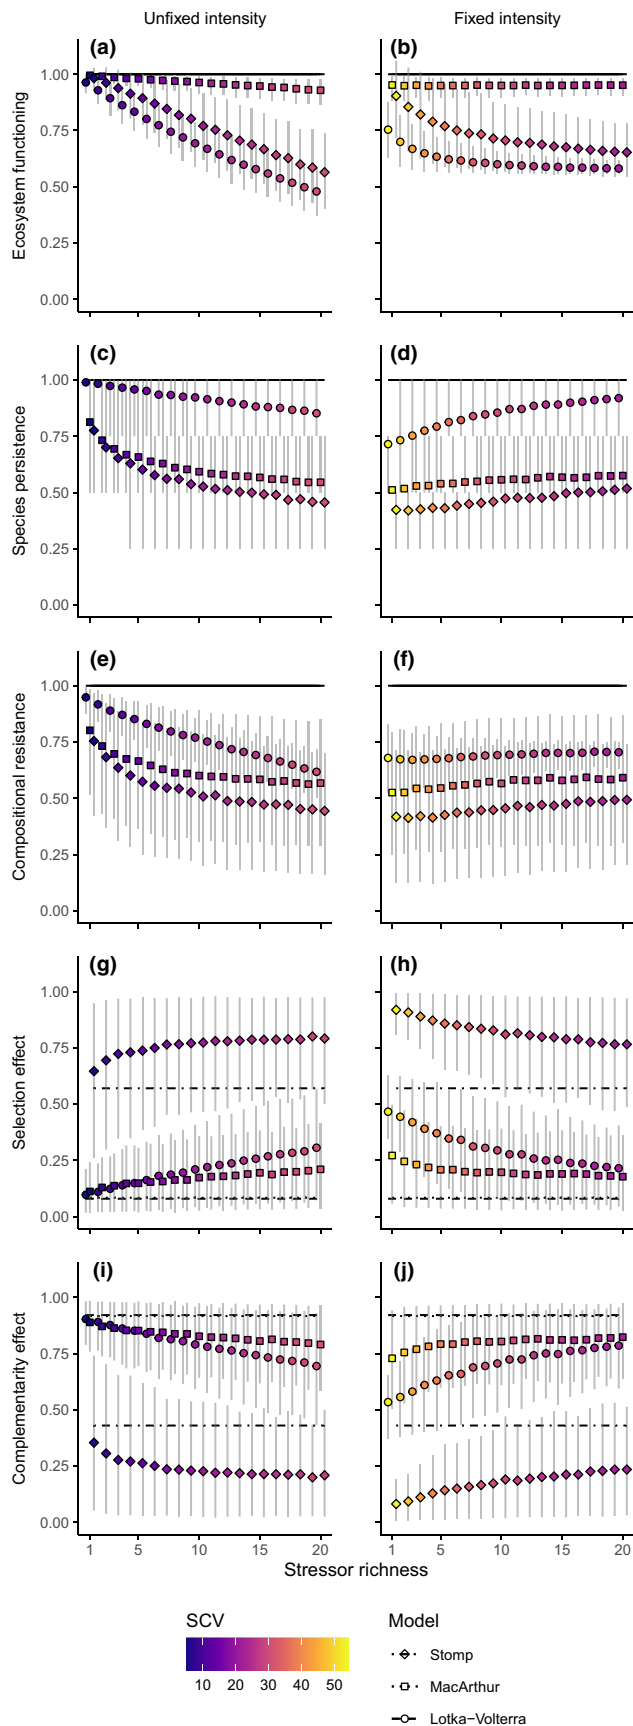 Unfixed intensity
Fixed intensity
(a)
(b)
Ecosystem functioning
1.00
0.75
0.50
0.25
0.00
(c)
(d)
Species persistence
1.00
0.75
0.50
0.25
0.00
(e)
(f)
Compositional resistance
1.00
0.75
0.50
0.25
0.00
(g)
(h)
Selection effect
1.00
0.75
0.50
0.25
0.00
(i)
(j)
Complementarity effect
1.00
0.75
0.50
0.25
0.00
1 5 10 15 20
1 5 10 15 20
Stressor richness
SCV
10 20 30 40 50
Model
Stomp
MacArthur
Lotka−Volterra